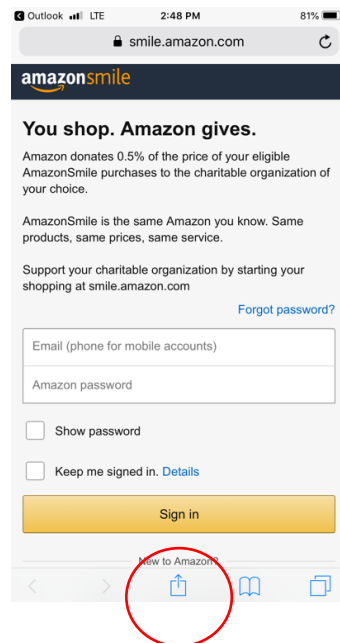 Outlook LTE 2:48 PM 81%
smile.amazon.com
amazonsmile
You shop. Amazon gives.
Amazon donates 0.5% of the price of your eligible
AmazonSmile purchases to the charitable organization of
your choice.
AmazonSmile is the same Amazon you know. Same
products, same prices, same service.
Support your charitable organization by starting your
shopping at smile.amazon.com
Forgot password?
Email (phone for mobile accounts)
Amazon password
Show password
Keep me signed in. Details
Sign in
New to Amazon?